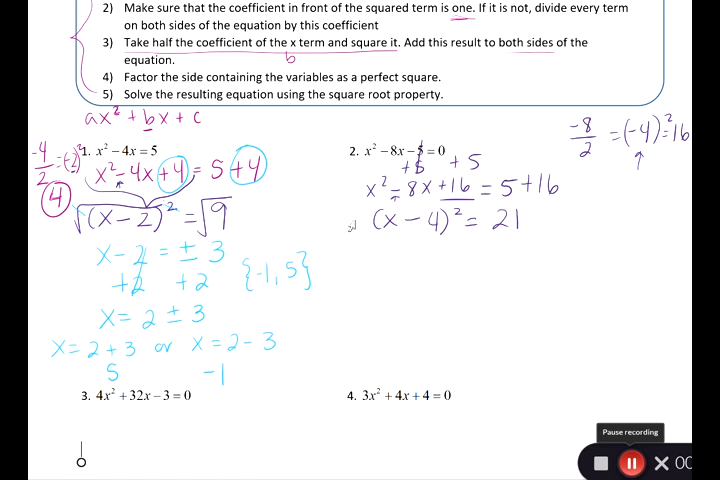 2) Make sure that the coefficient in front of the squared term is one. If it is not, divide every term
on both sides of the equation by this coefficient
3) Take half the coefficient of the x term and square it. Add this result to both sides of the
equation.
b
4) Factor the side containing the variables as a perfect square.
5) Solve the resulting equation using the square root property.
ax² + bx + c
1. x² − 4x = 5
-4/2 = (-2)²
4
x² − 4x + 4 = 5 + 4
√(x − 2)² = √9
x − 2 = ± 3
+2 +2
{-1, 5}
x = 2 ± 3
x = 2 + 3 or x = 2 − 3
5 -1
2. x² − 8x − 5 = 0
+5 +5
-8/2 = (-4)² = 16
x² − 8x + 16 = 5 + 16
(x − 4)² = 21
3. 4x² + 32x − 3 = 0
4. 3x² + 4x + 4 = 0
Pause recording
00